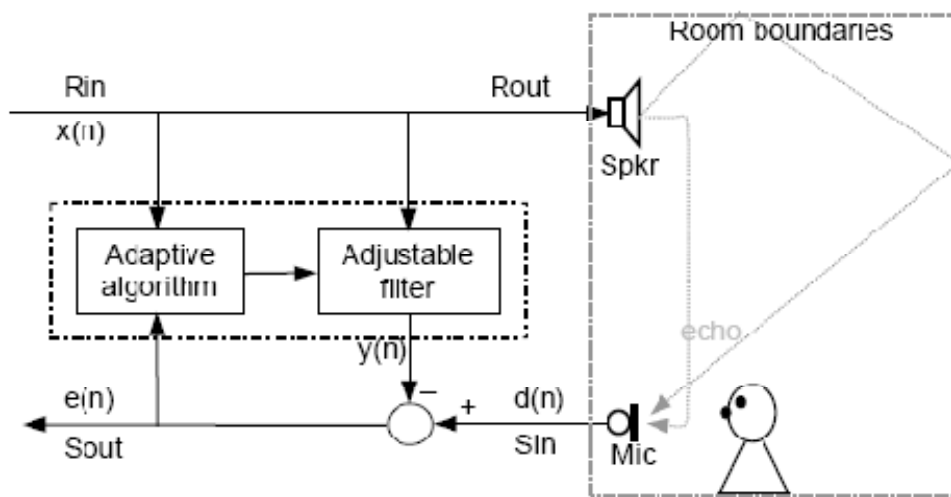 Room boundaries
Rin
Rout
x(n)
Spkr
Adaptive
algorithm
Adjustable
filter
echo
y(n)
−
e(n)
+
d(n)
Sout
Sin
Mic